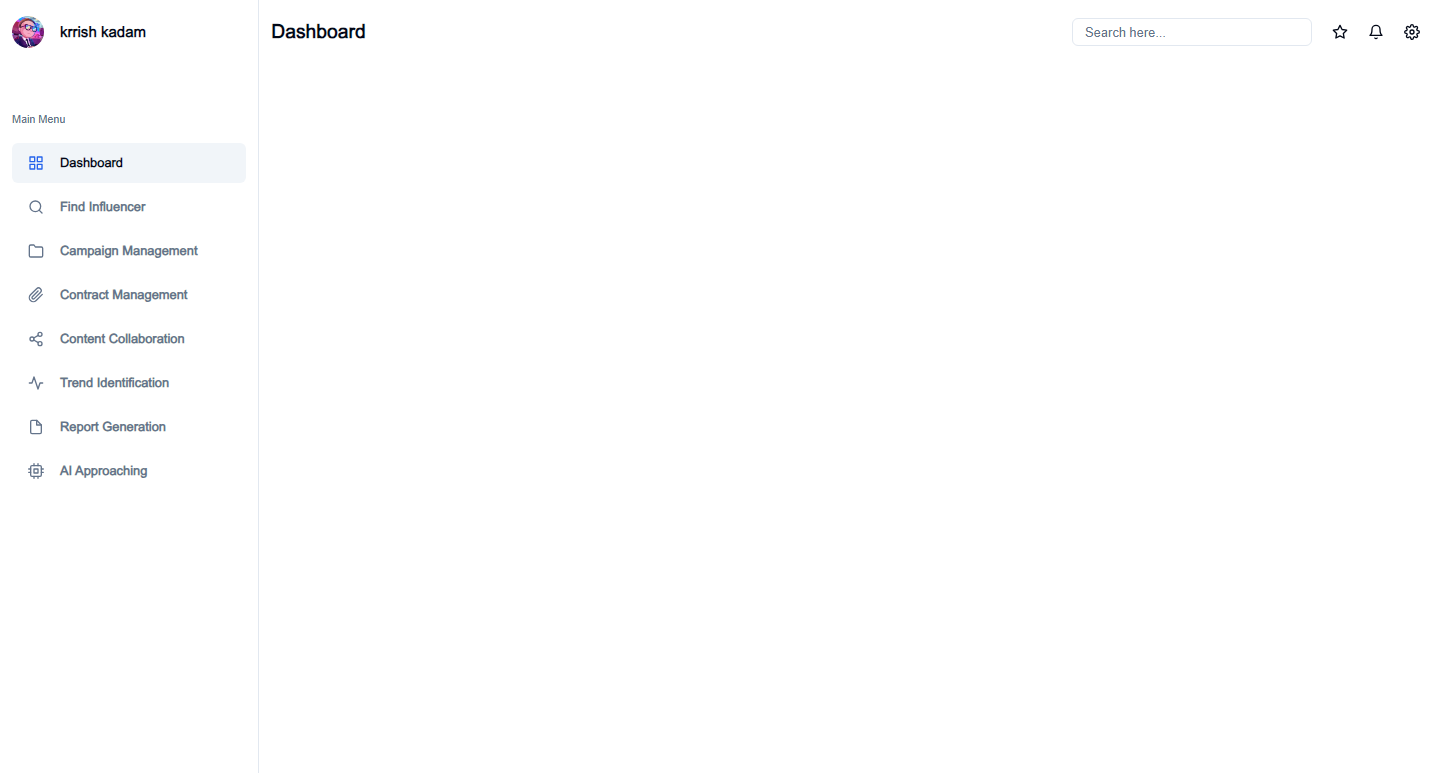 krrish kadam
Dashboard
Search here...
Main Menu
Dashboard
Find Influencer
Campaign Management
Contract Management
Content Collaboration
Trend Identification
Report Generation
AI Approaching